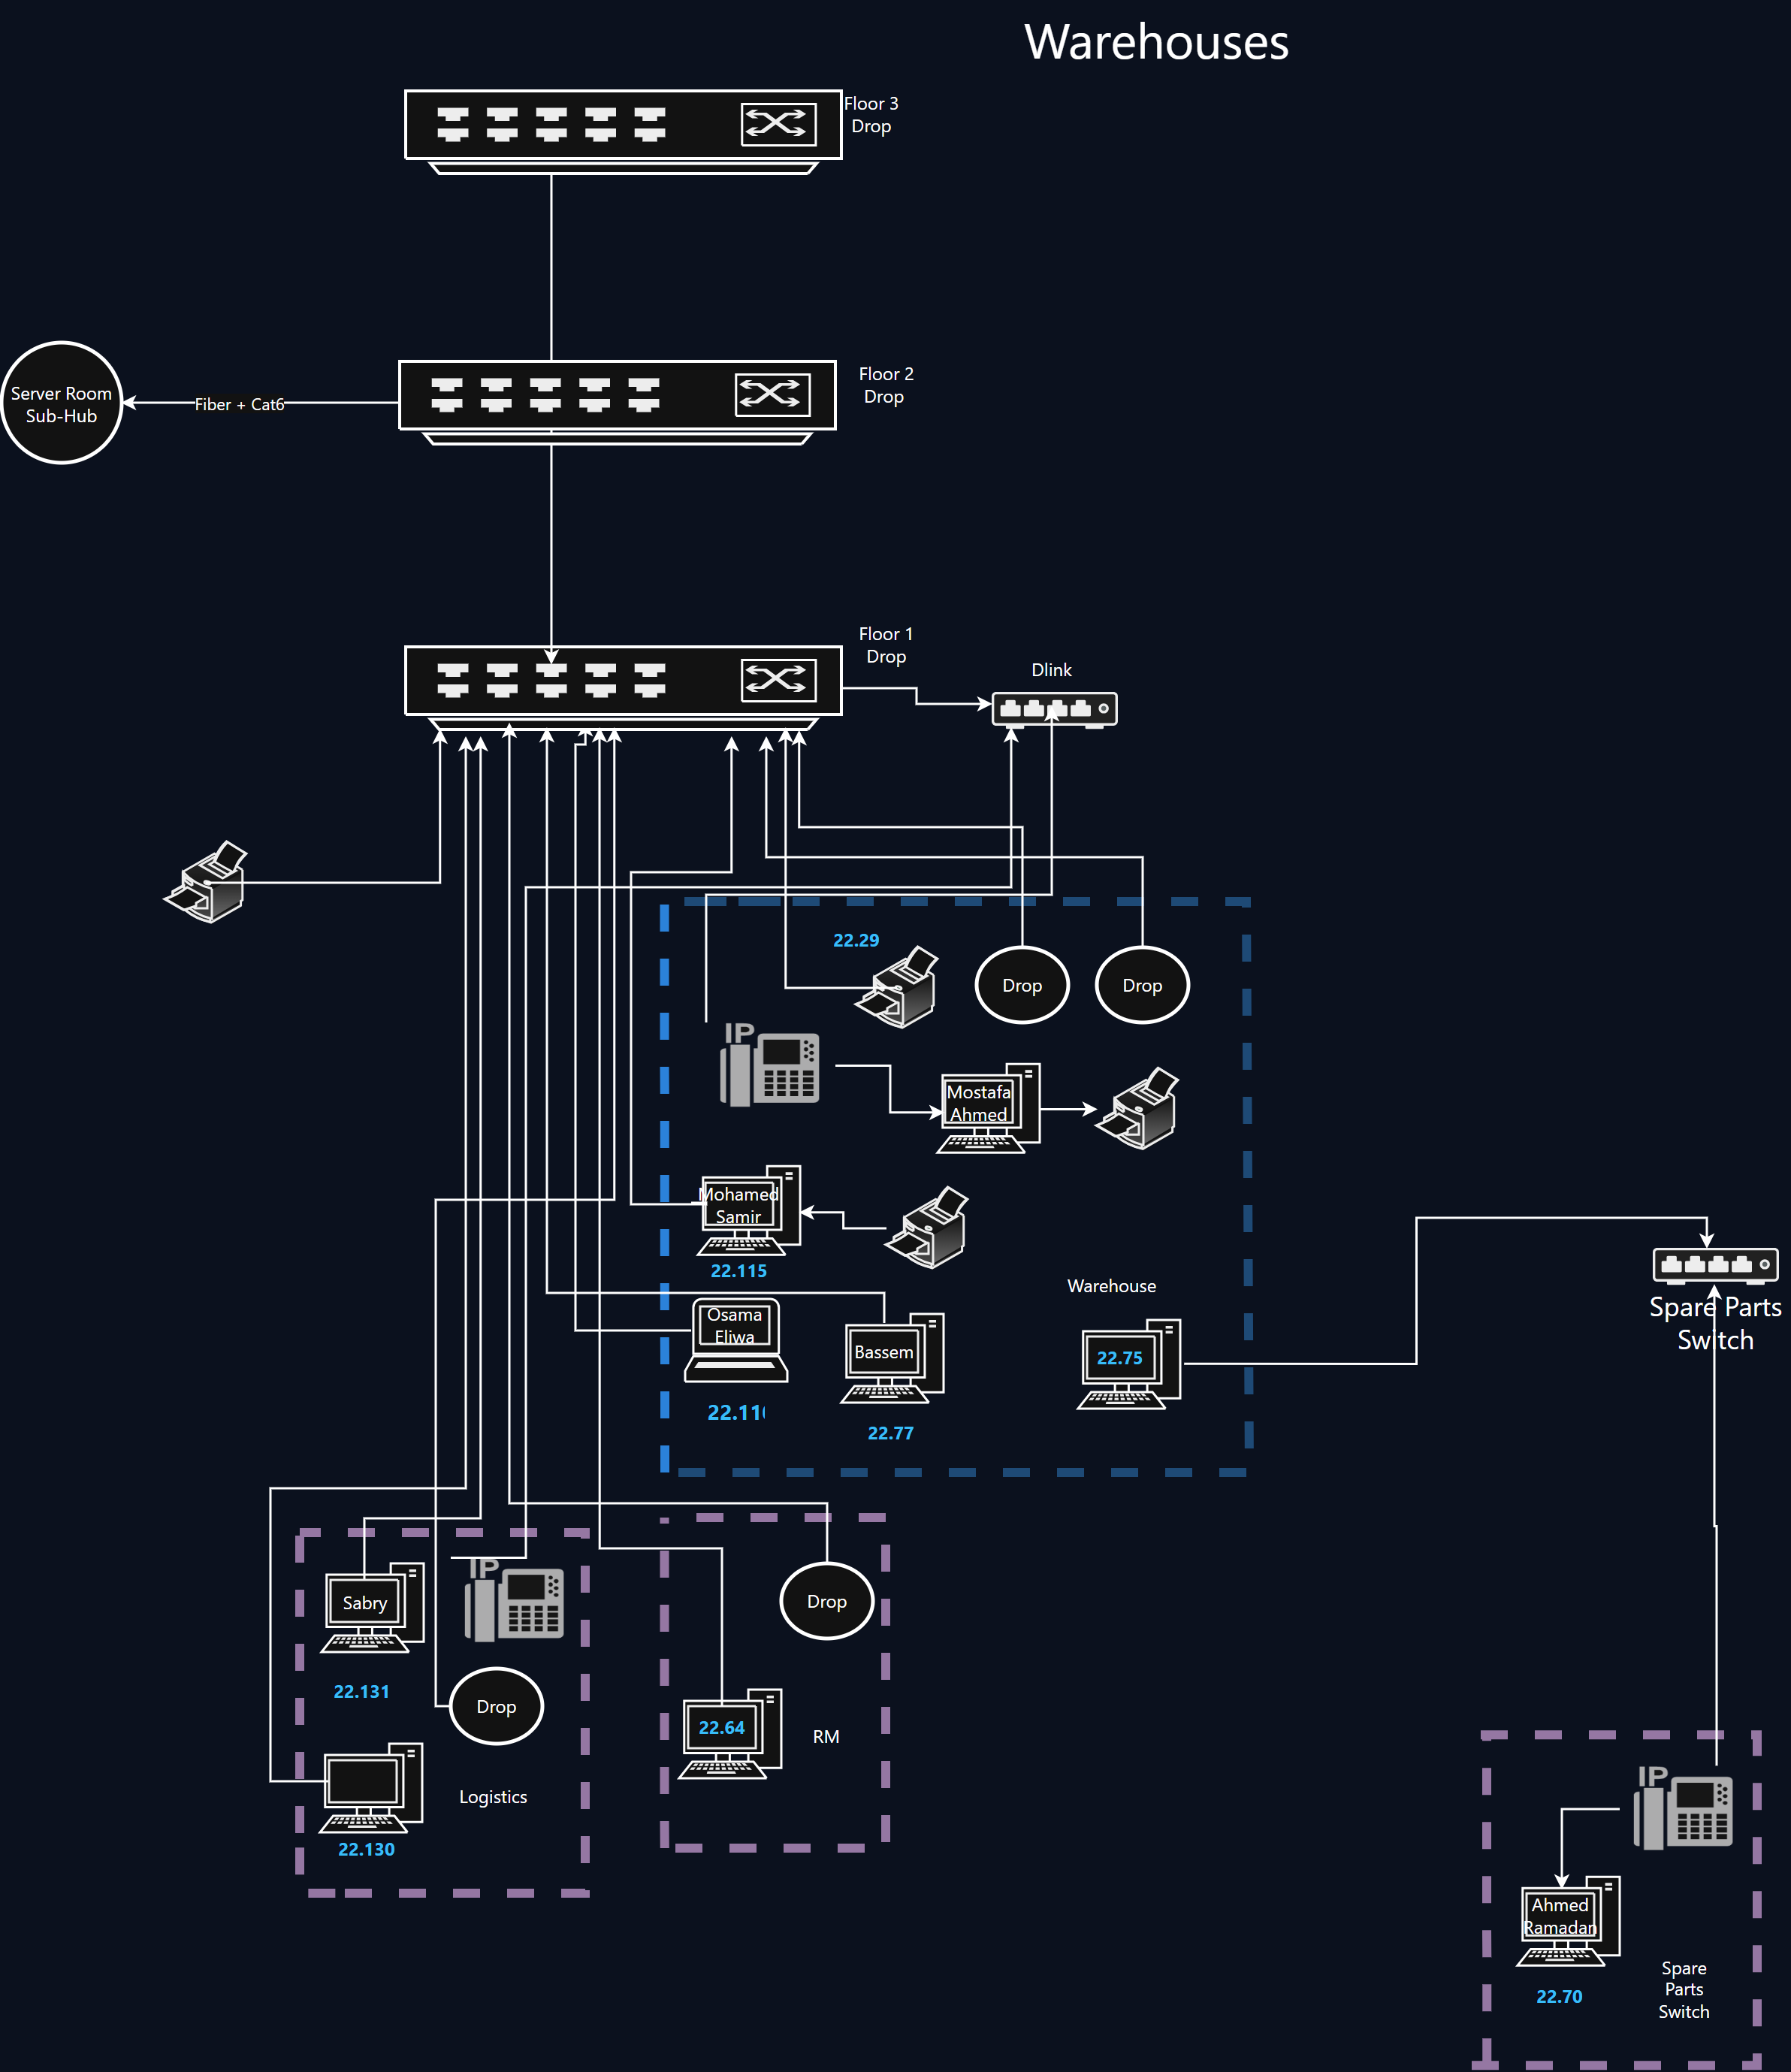 Warehouses
Floor 3
Drop
Floor 2
Drop
Server Room
Sub-Hub
Fiber + Cat6
Floor 1
Drop
Dlink
22.29
Drop
Drop
IP
Mostafa
Ahmed
Mohamed
Samir
22.115
Warehouse
Osama
Eliwa
Bassem
22.75
22.77
Spare Parts
Switch
IP
Sabry
Drop
22.131
Drop
22.64
RM
Logistics
22.130
IP
Ahmed
Ramadan
22.70
Spare
Parts
Switch